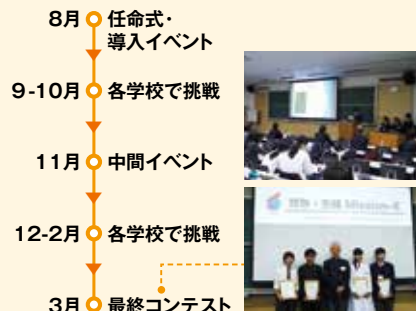 8月 任命式・
導入イベント
9-10月 各学校で挑戦
11月 中間イベント
12-2月 各学校で挑戦
3月 最終コンテスト
Mission-E